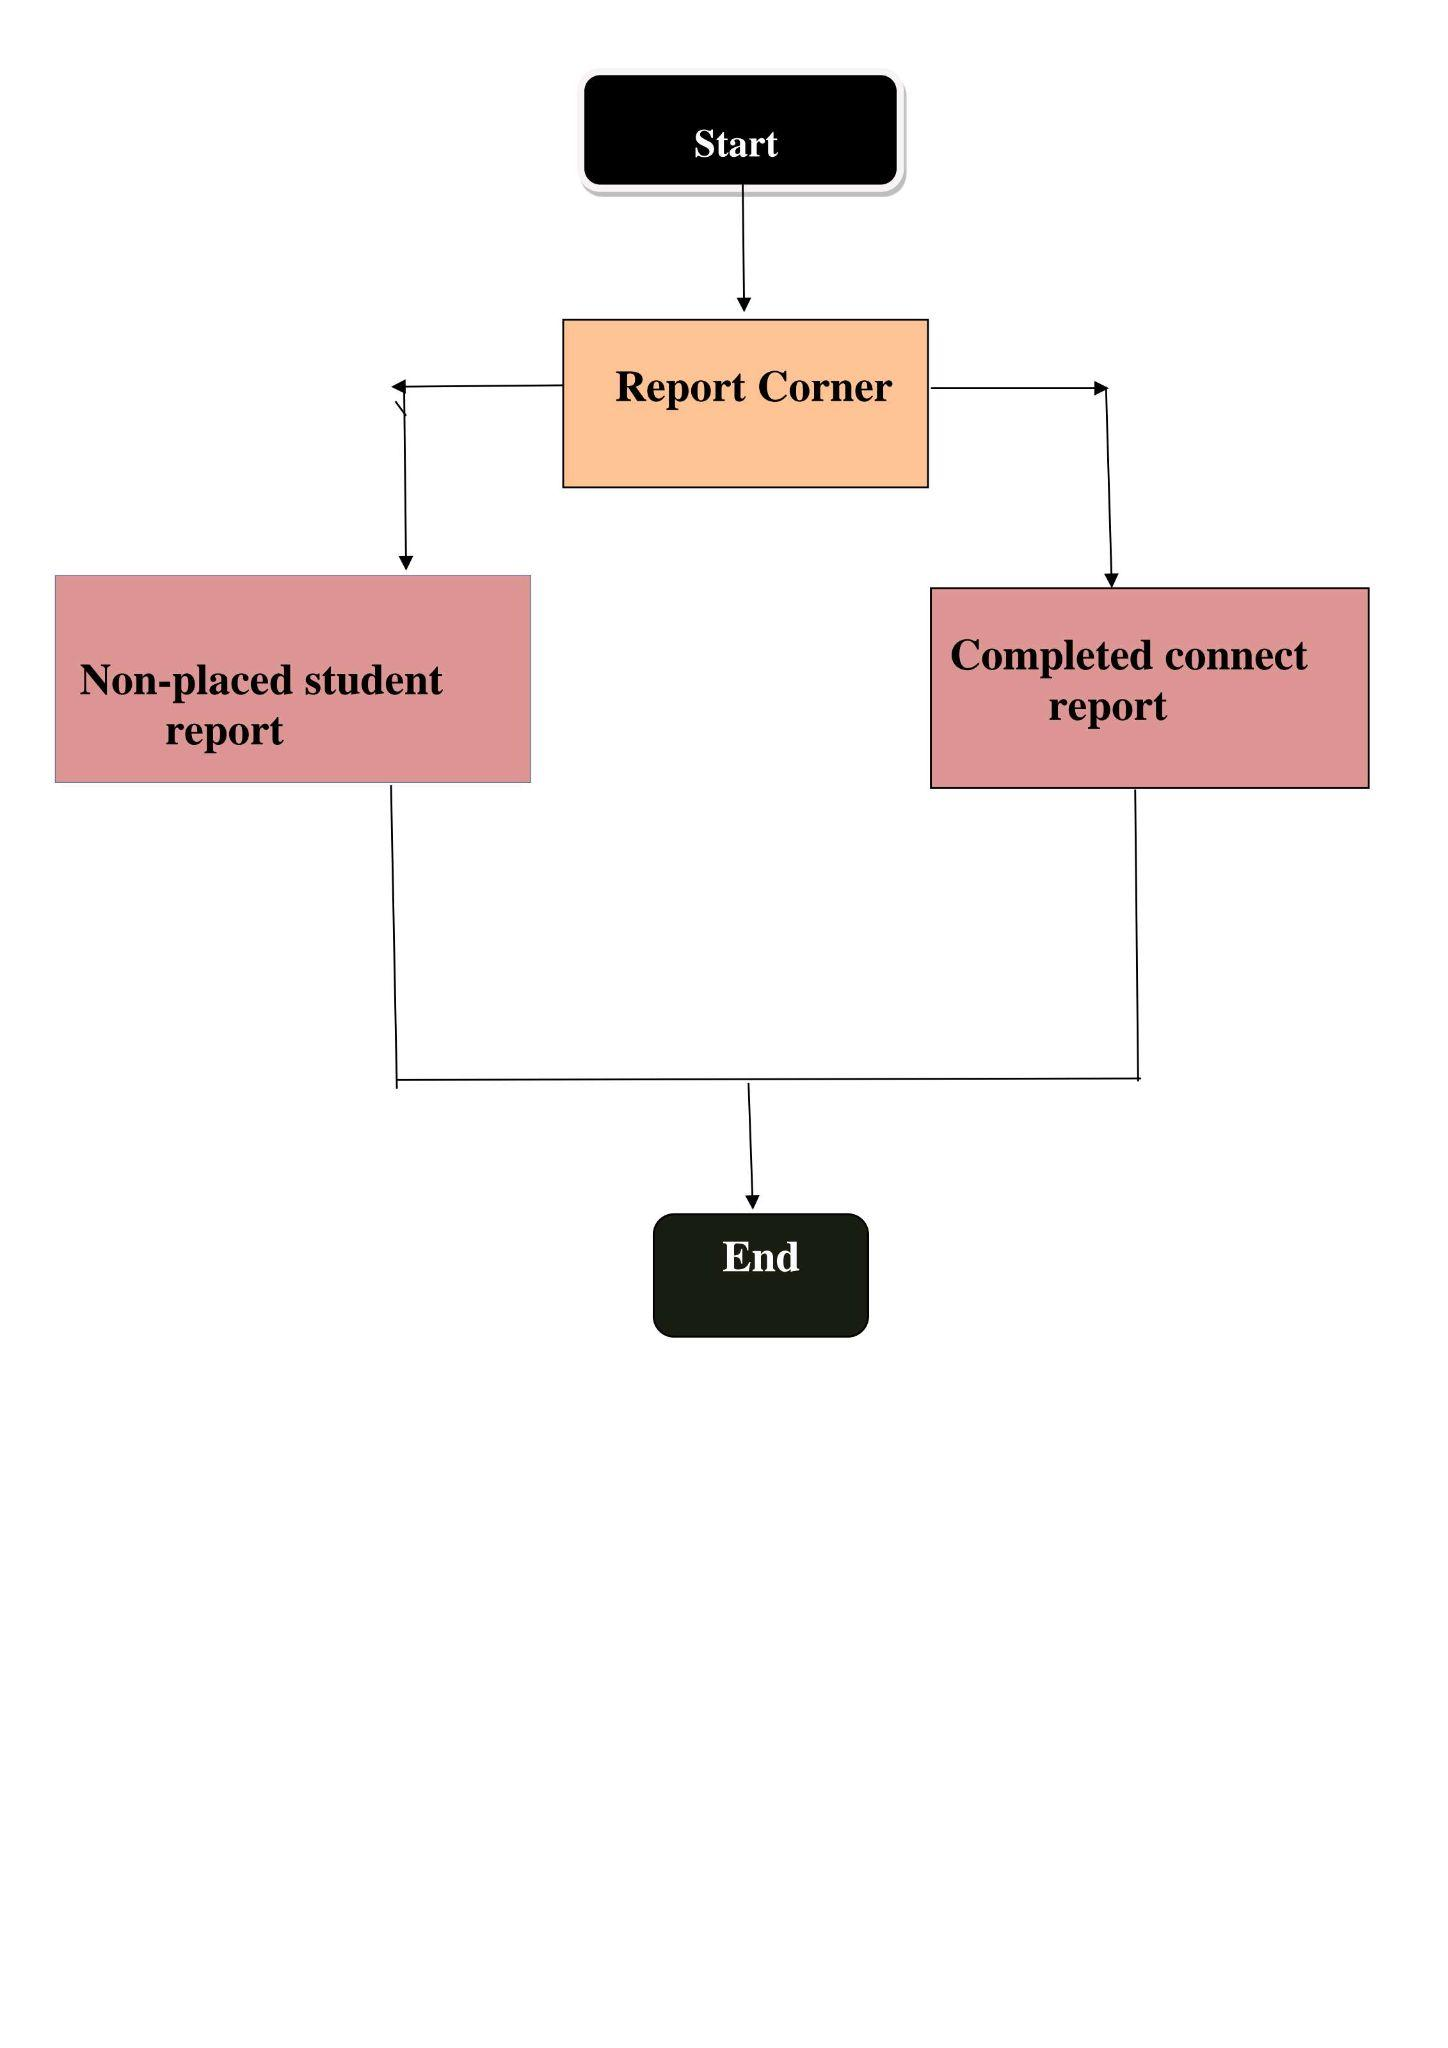 Start
Report Corner
Non-placed student
report
Completed connect
report
End